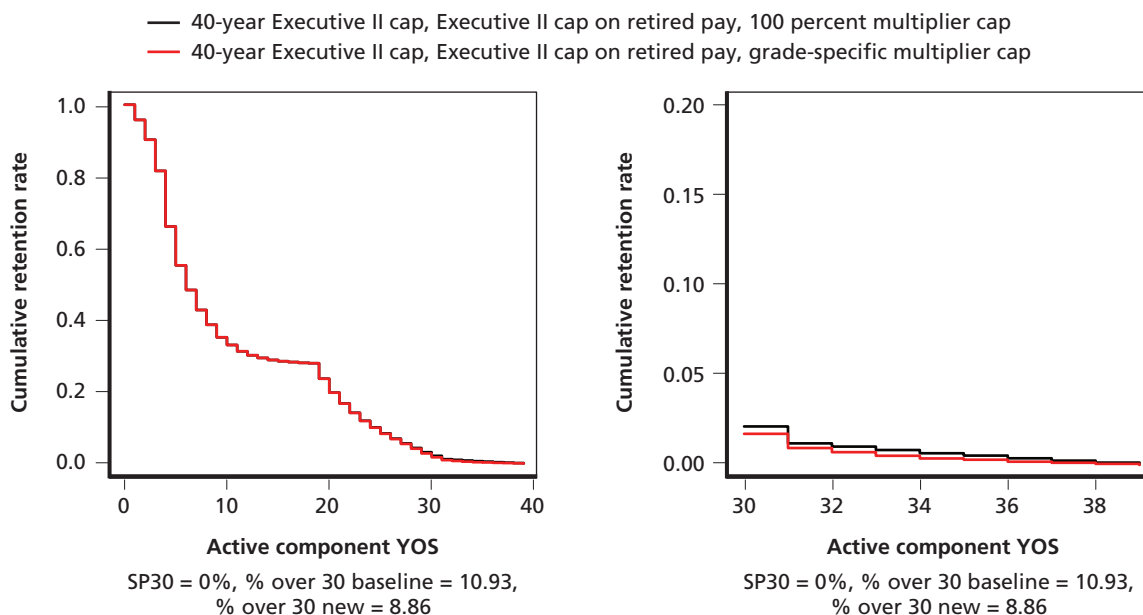 40-year Executive II cap, Executive II cap on retired pay, 100 percent multiplier cap
40-year Executive II cap, Executive II cap on retired pay, grade-specific multiplier cap
Cumulative retention rate
1.0
0.8
0.6
0.4
0.2
0.0
0
10
20
30
40
Active component YOS
SP30 = 0%, % over 30 baseline = 10.93,
% over 30 new = 8.86
Cumulative retention rate
0.20
0.15
0.10
0.05
0.00
30
32
34
36
38
Active component YOS
SP30 = 0%, % over 30 baseline = 10.93,
% over 30 new = 8.86